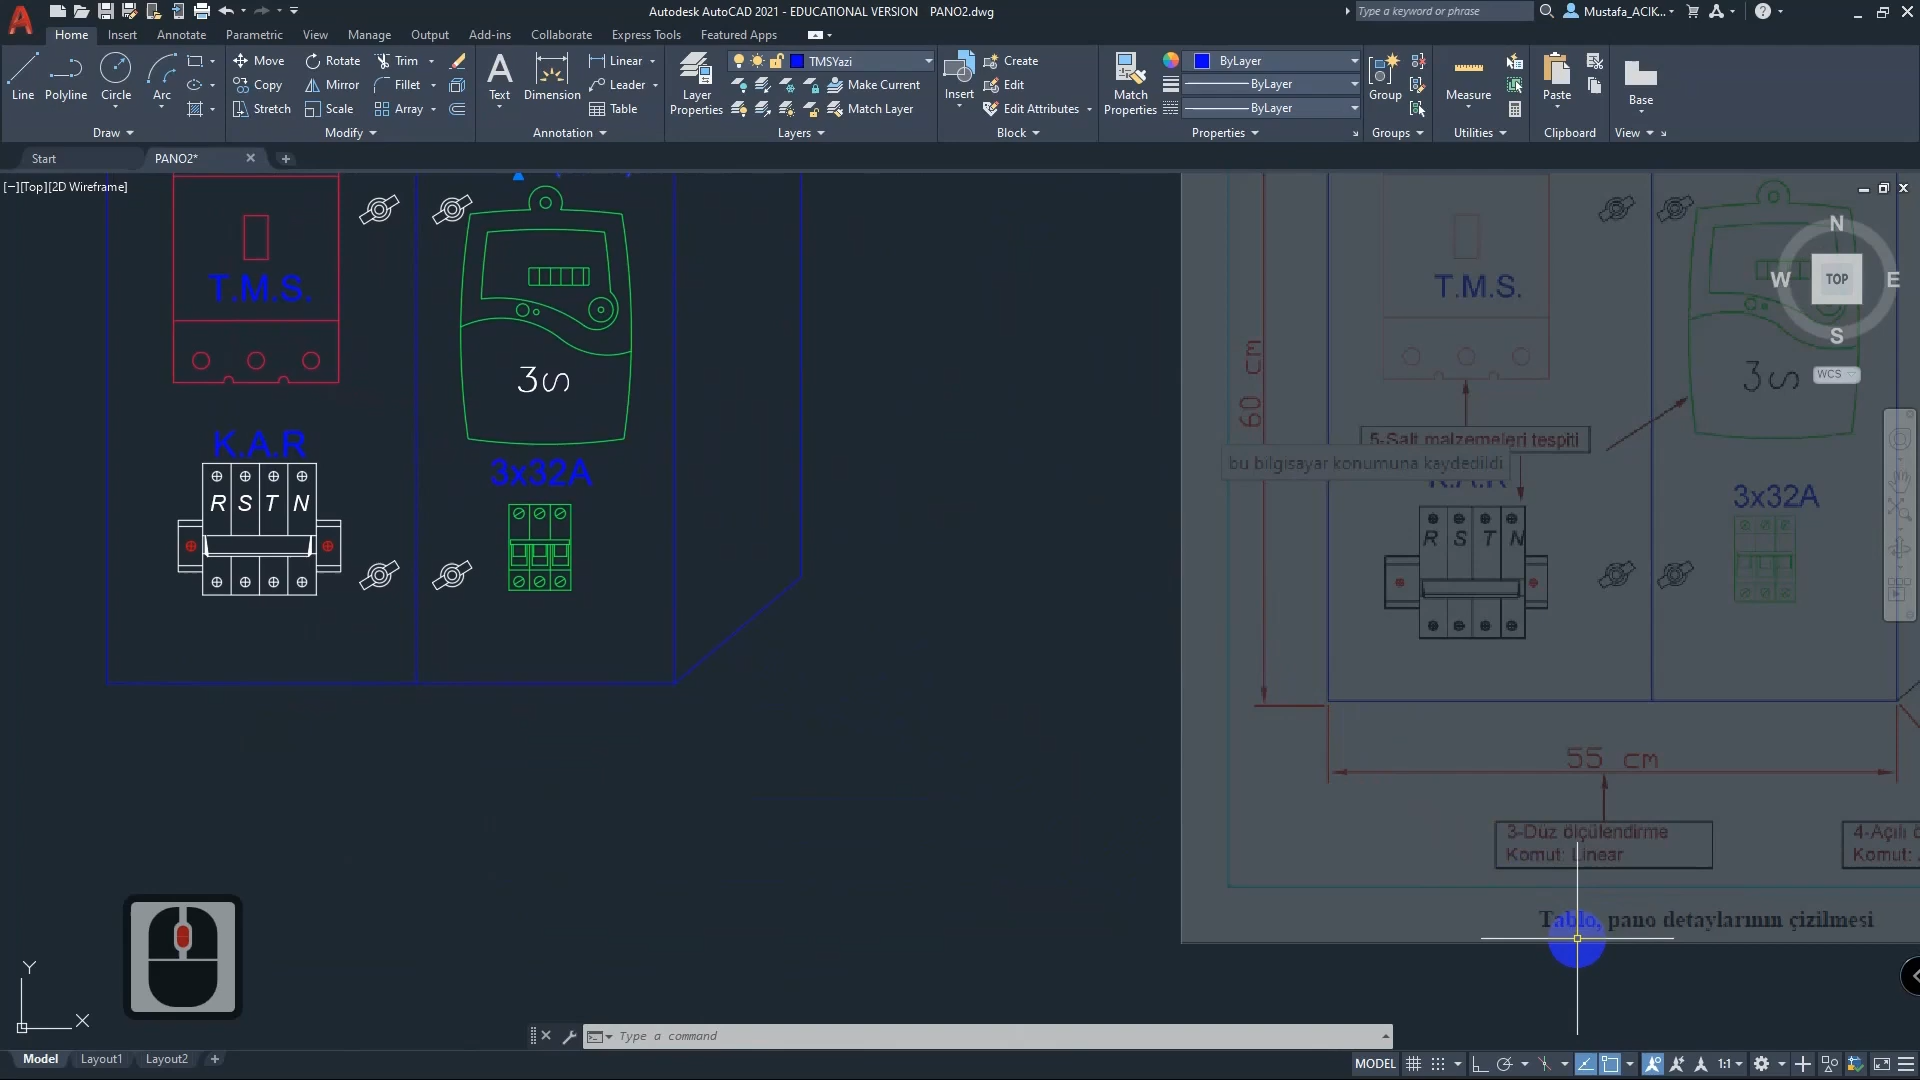 Autodesk AutoCAD 2021 - EDUCATIONAL VERSION PANO2.dwg
Type a keyword or phrase
Mustafa_ACIK...
Home Insert Annotate Parametric View Manage Output Add-ins Collaborate Express Tools Featured Apps
Line Polyline Circle Arc
Draw
Move Rotate Trim
Copy Mirror Fillet
Stretch Scale Array
Modify
Text Dimension
Linear
Leader
Table
Annotation
Layer Properties
TMSYazi
Make Current
Match Layer
Layers
Insert
Create
Edit
Edit Attributes
Block
Match Properties
ByLayer
ByLayer
ByLayer
Properties
Group
Groups
Measure
Utilities
Paste
Clipboard
Base
View
Start PANO2*
[−][Top][2D Wireframe]
T.M.S.
K.A.R
R S T N
3x32A
T.M.S.
60 cm
5-Şalt malzemeleri tespiti
bu bilgisayar konumuna kaydedildi
K.A.R
R S T N
3x32A
55 cm
3-Düz ölçülendirme
Komut: Linear
4-Açılı
Komut:
Tablo, pano detaylarının çizilmesi
N
W TOP E
S
WCS
Y
X
Type a command
Model Layout1 Layout2
MODEL
1:1